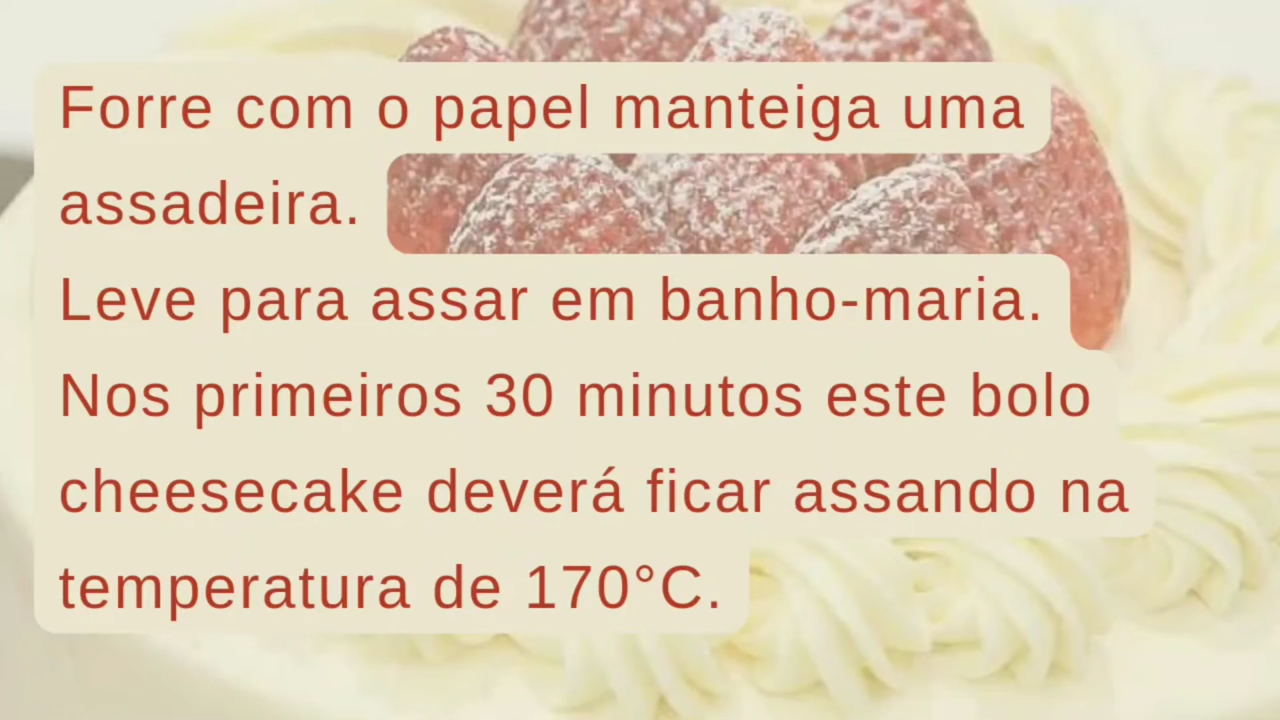 Forre com o papel manteiga uma
assadeira.
Leve para assar em banho-maria.
Nos primeiros 30 minutos este bolo
cheesecake deverá ficar assando na
temperatura de 170°C.